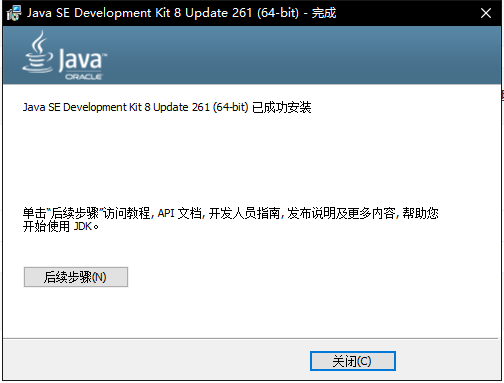 Java SE Development Kit 8 Update 261 (64-bit) - 完成
Java™
ORACLE
Java SE Development Kit 8 Update 261 (64-bit) 已成功安装
单击“后续步骤”访问教程, API 文档, 开发人员指南, 发布说明及更多内容, 帮助您
开始使用 JDK。
后续步骤(N)
关闭(C)